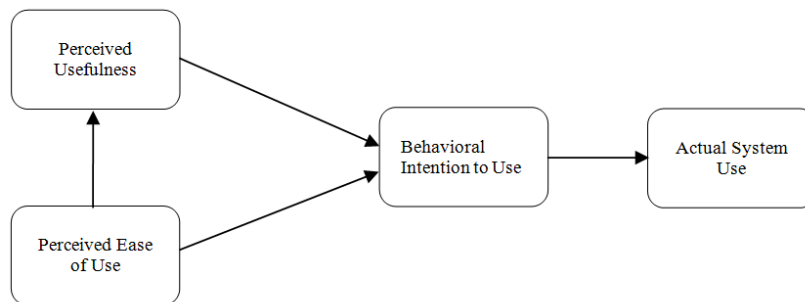 Perceived
Usefulness
Behavioral
Intention to Use
Actual System
Use
Perceived Ease
of Use